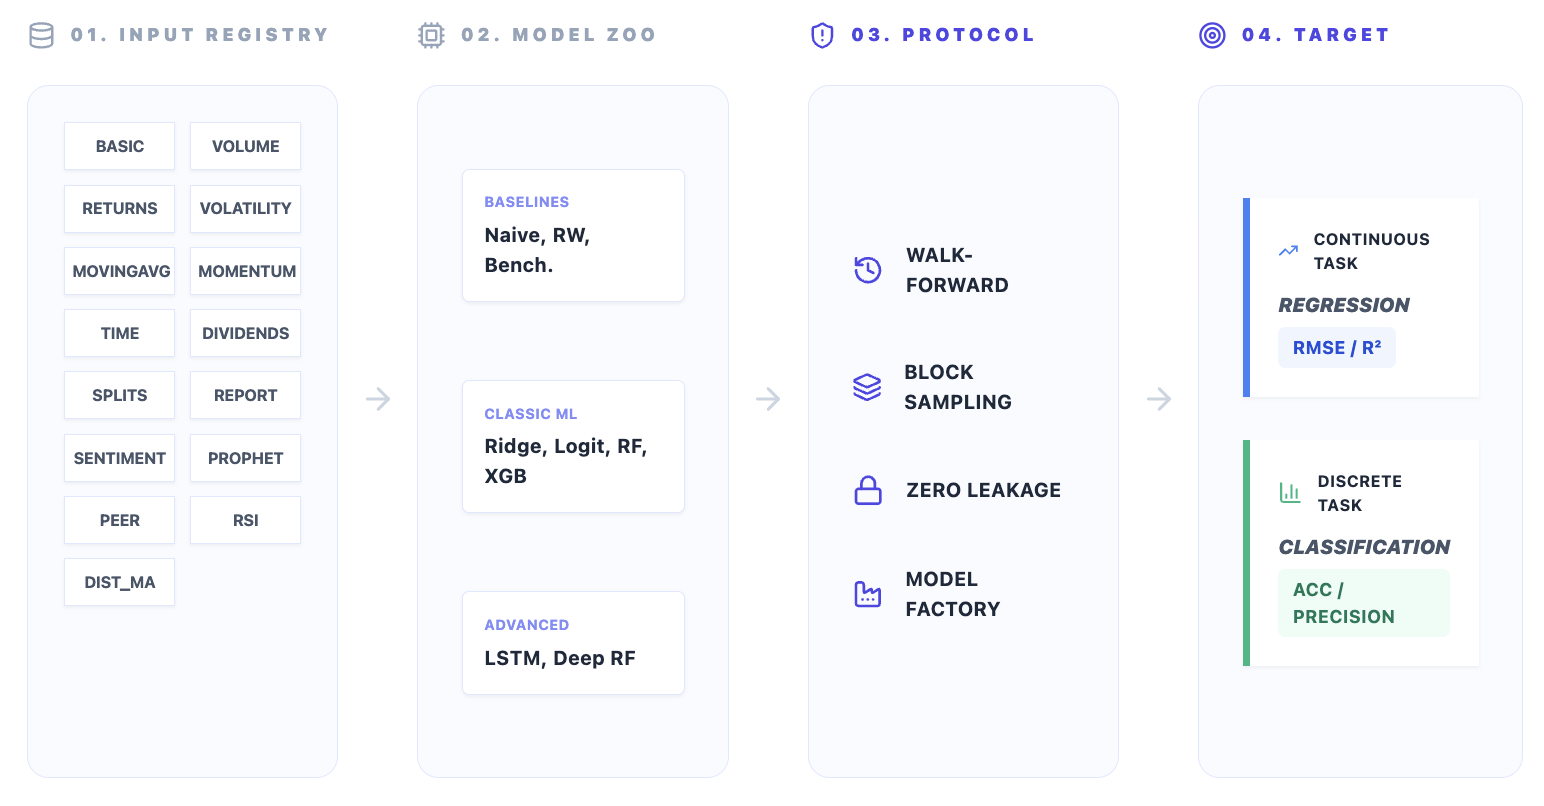 01. INPUT REGISTRY
BASIC
VOLUME
RETURNS
VOLATILITY
MOVINGAVG
MOMENTUM
TIME
DIVIDENDS
SPLITS
REPORT
SENTIMENT
PROPHET
PEER
RSI
DIST_MA
02. MODEL ZOO
BASELINES
Naive, RW,
Bench.
CLASSIC ML
Ridge, Logit, RF,
XGB
ADVANCED
LSTM, Deep RF
03. PROTOCOL
WALK-
FORWARD
BLOCK
SAMPLING
ZERO LEAKAGE
MODEL
FACTORY
04. TARGET
CONTINUOUS
TASK
REGRESSION
RMSE / R²
DISCRETE
TASK
CLASSIFICATION
ACC /
PRECISION